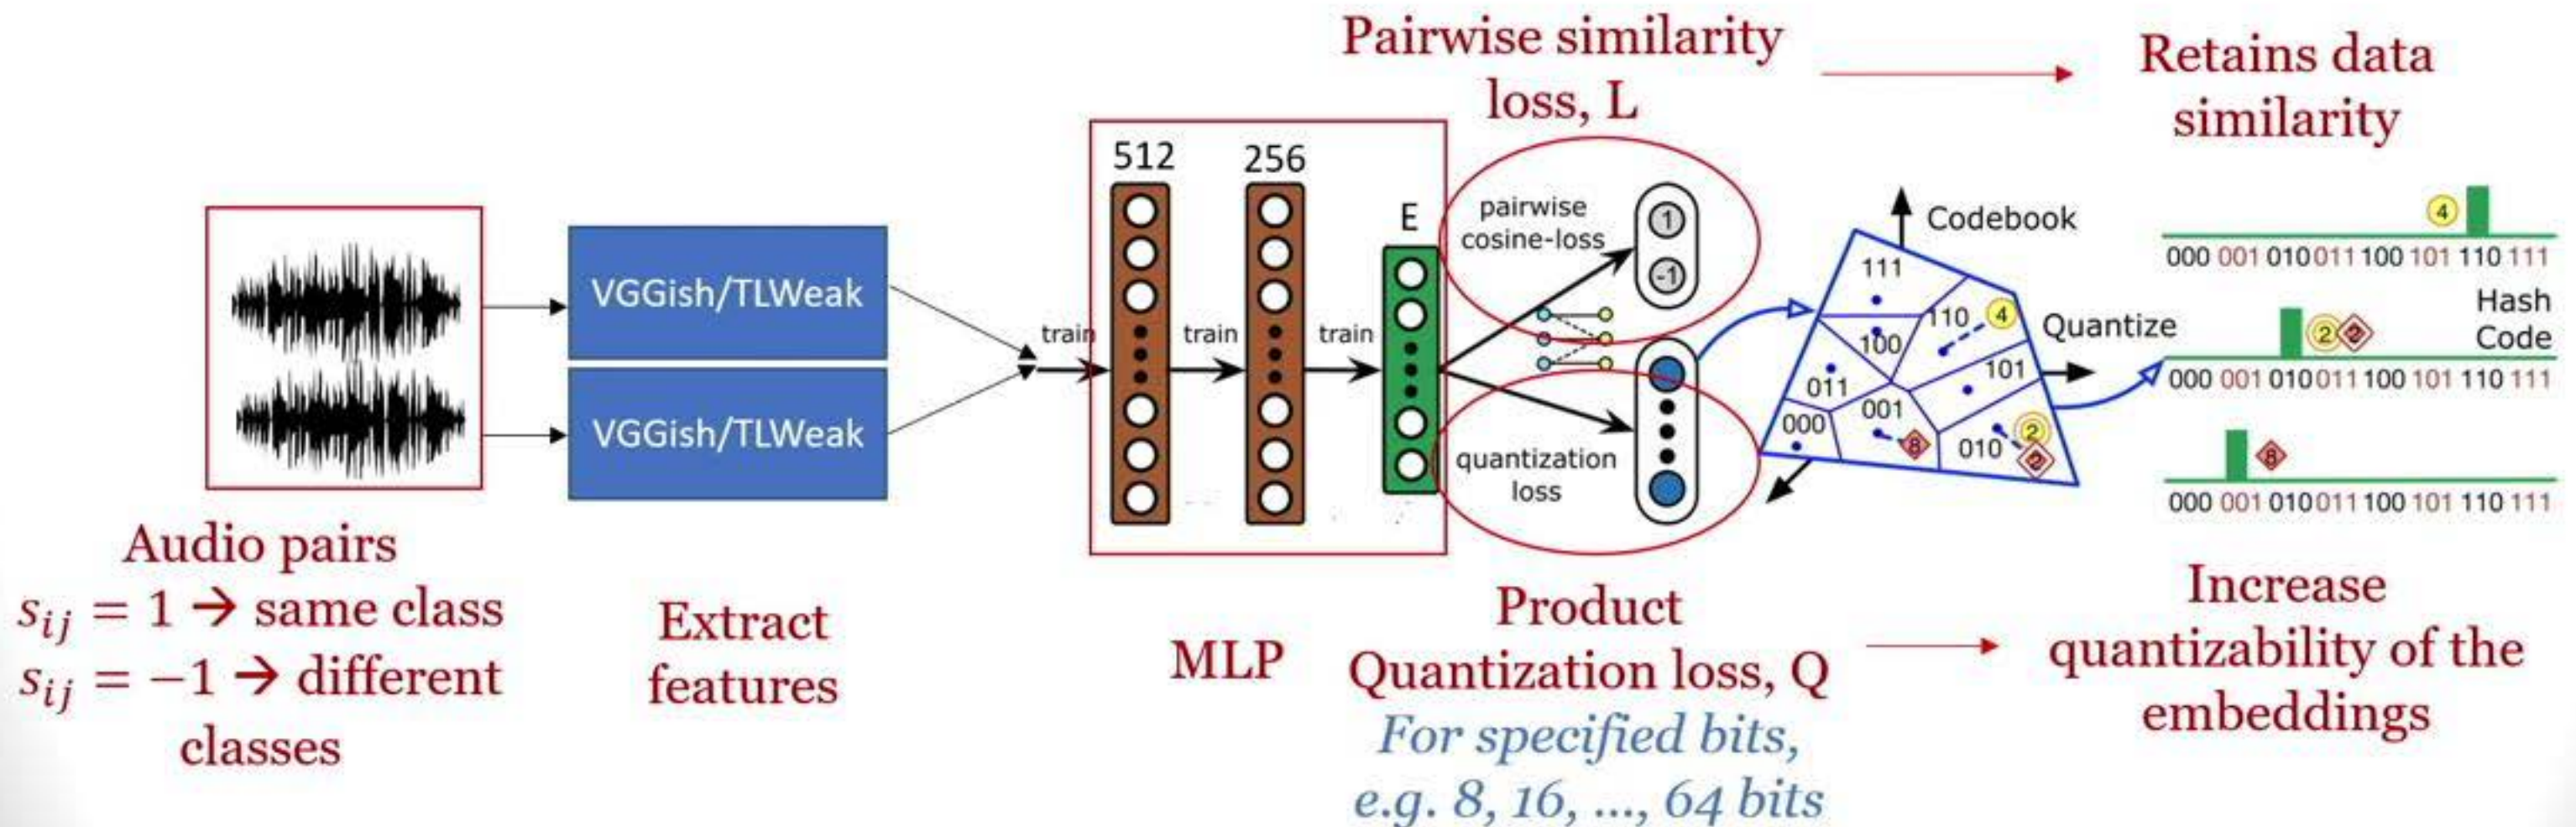 Pairwise similarity
loss, L
Retains data
similarity
512
256
E
pairwise
cosine-loss
1
-1
VGGish/TLWeak
VGGish/TLWeak
train
train
train
quantization
loss
Codebook
111
110
4
100
101
011
001
000
8
010
2
2
Quantize
4
000 001 010 011 100 101 110 111
Hash
Code
2 2
000 001 010 011 100 101 110 111
8
000 001 010 011 100 101 110 111
Audio pairs
sᵢⱼ = 1 → same class
sᵢⱼ = −1 → different
classes
Extract
features
MLP
Product
Quantization loss, Q
For specified bits,
e.g. 8, 16, ..., 64 bits
Increase
quantizability of the
embeddings